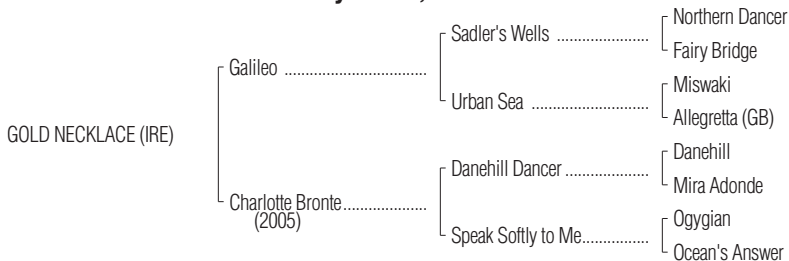 Northern Dancer
Sadler's Wells ......................
Fairy Bridge
Galileo ..................................
Miswaki
Urban Sea ............................
Allegretta (GB)
GOLD NECKLACE (IRE)
Danehill
Danehill Dancer ....................
Mira Adonde
Charlotte Bronte....................
(2005)
Ogygian
Speak Softly to Me................
Ocean's Answer